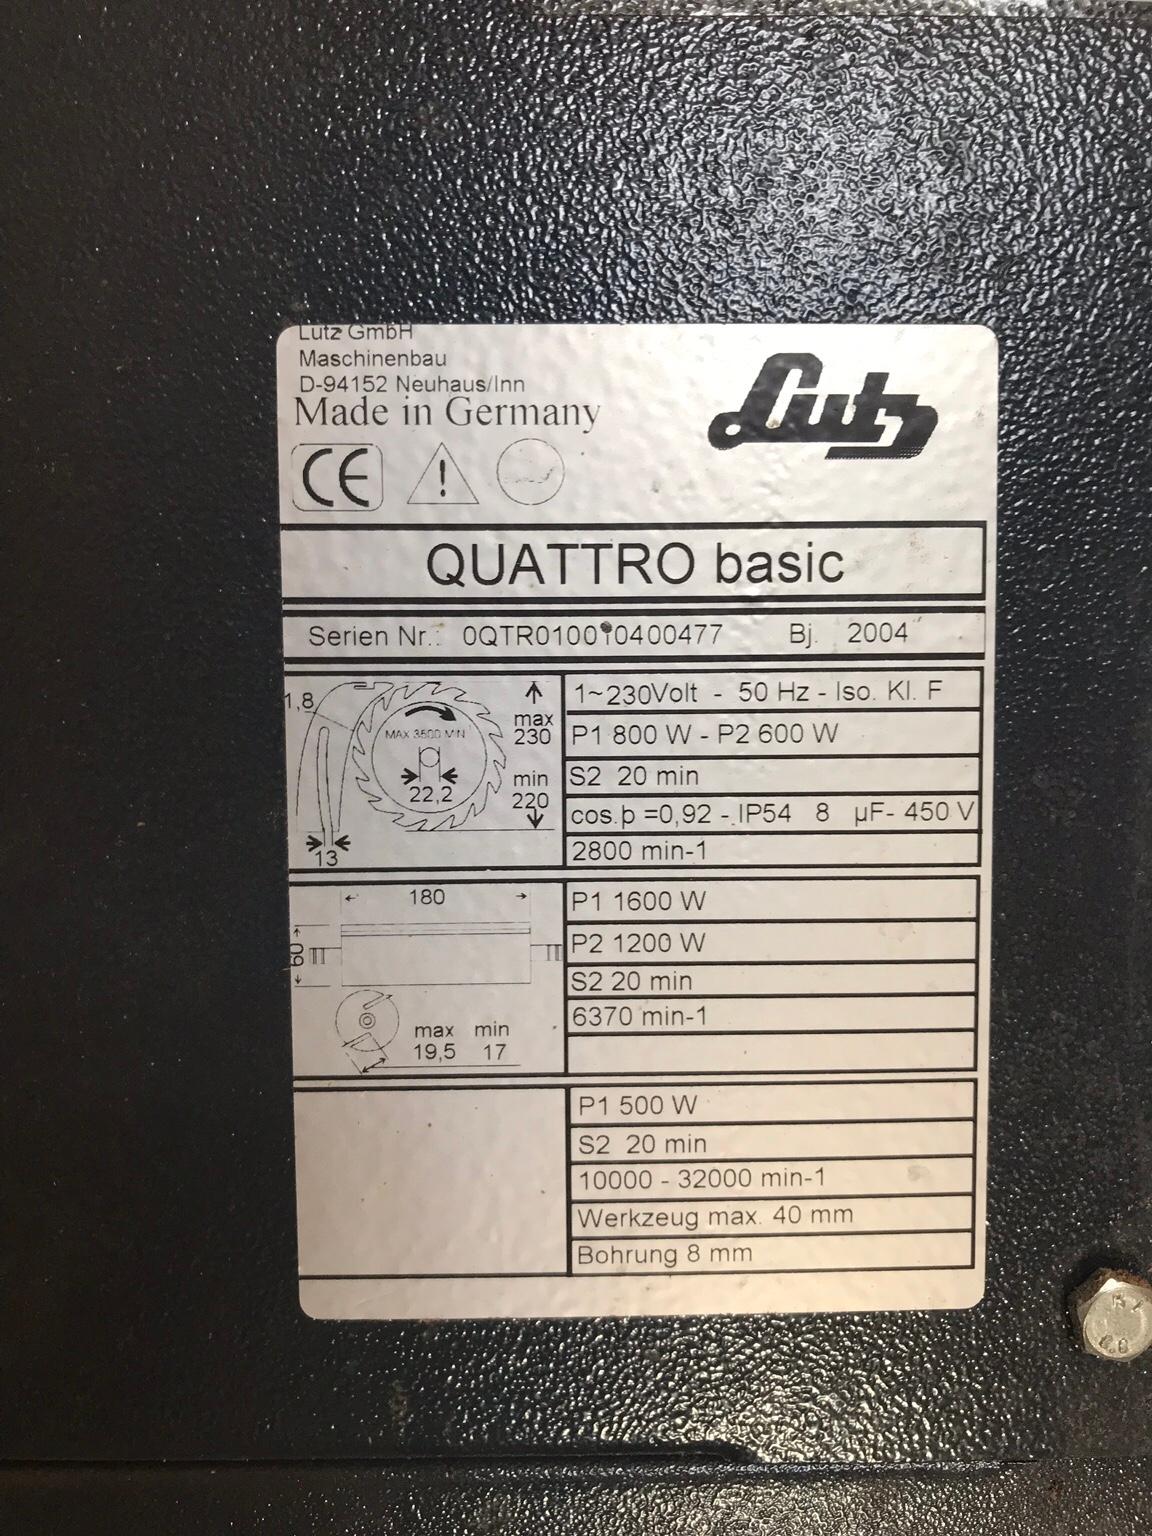 Lutz GmbH
Maschinenbau
D-94152 Neuhaus/Inn
Made in Germany
Lutz
CE
!
QUATTRO basic
Serien Nr.: 0QTR010010400477 Bj. 2004
1,8
MAX 3500 MIN
22,2
13
max
230
min
220
1~230Volt - 50 Hz - Iso. Kl. F
P1 800 W - P2 600 W
S2 20 min
cos.þ =0,92 - IP54 8 µF- 450 V
2800 min-1
180
60
max min
19,5 17
P1 1600 W
P2 1200 W
S2 20 min
6370 min-1
P1 500 W
S2 20 min
10000 - 32000 min-1
Werkzeug max. 40 mm
Bohrung 8 mm
8.8